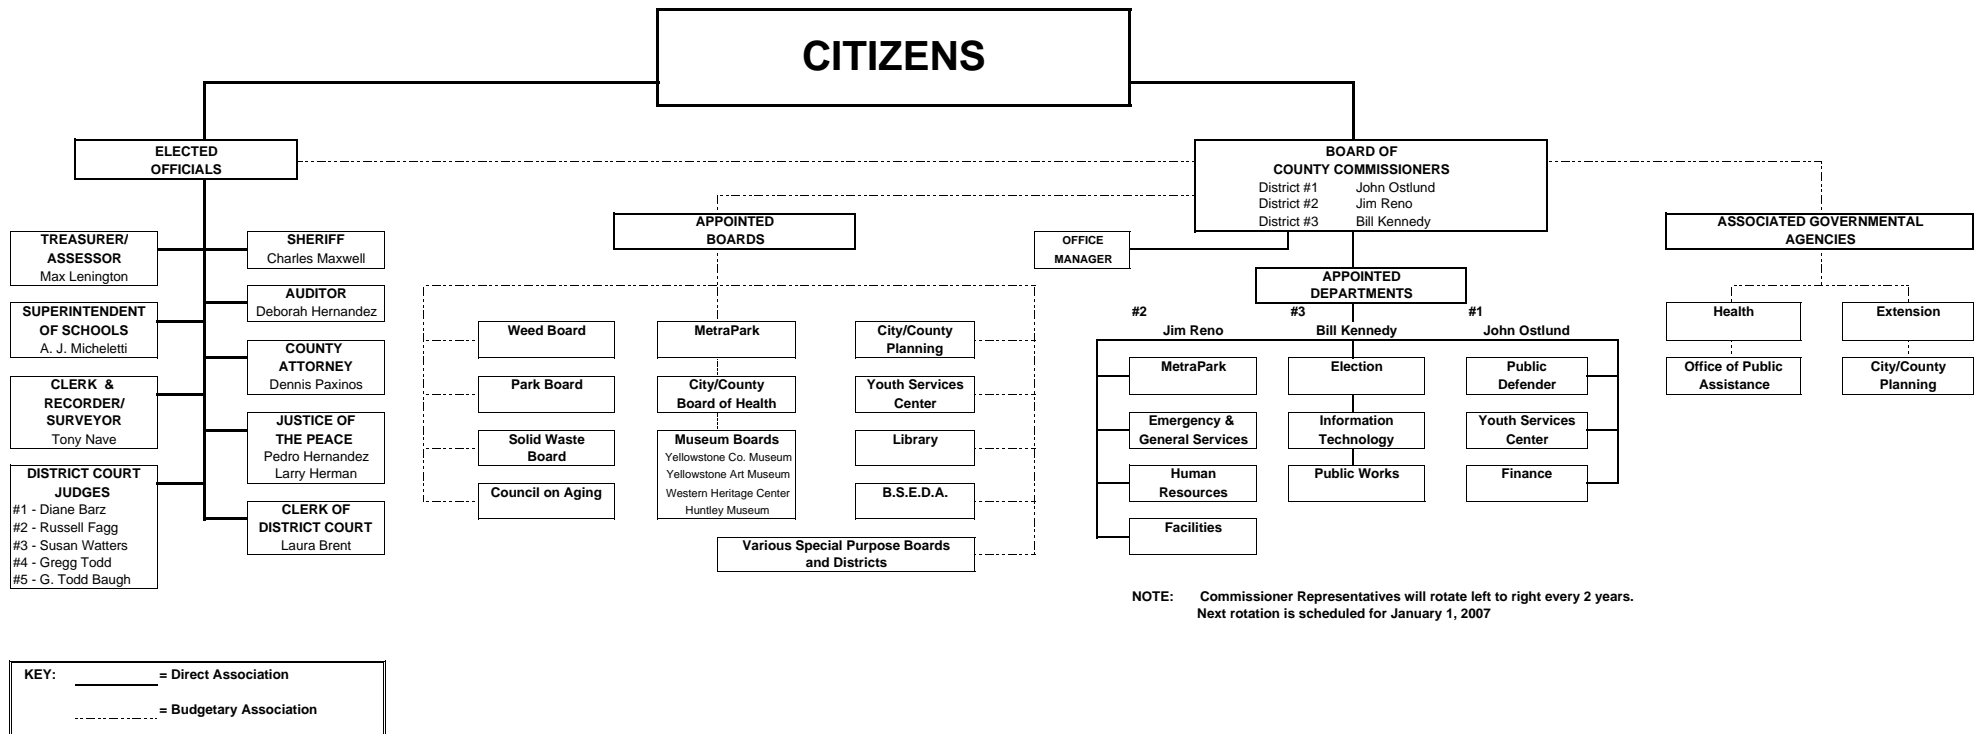 CITIZENS
ELECTED
OFFICIALS
BOARD OF
COUNTY COMMISSIONERS
District #1 John Ostlund
District #2 Jim Reno
District #3 Bill Kennedy
TREASURER/
ASSESSOR
Max Lenington
SHERIFF
Charles Maxwell
SUPERINTENDENT
OF SCHOOLS
A. J. Micheletti
AUDITOR
Deborah Hernandez
COUNTY
ATTORNEY
Dennis Paxinos
CLERK &
RECORDER/
SURVEYOR
Tony Nave
JUSTICE OF
THE PEACE
Pedro Hernandez
Larry Herman
DISTRICT COURT
JUDGES
#1 - Diane Barz
#2 - Russell Fagg
#3 - Susan Watters
#4 - Gregg Todd
#5 - G. Todd Baugh
CLERK OF
DISTRICT COURT
Laura Brent
APPOINTED
BOARDS
Weed Board
Park Board
Solid Waste
Board
Council on Aging
MetraPark
City/County
Board of Health
Museum Boards
Yellowstone Co. Museum
Yellowstone Art Museum
Western Heritage Center
Huntley Museum
City/County
Planning
Youth Services
Center
Library
B.S.E.D.A.
Various Special Purpose Boards
and Districts
OFFICE
MANAGER
APPOINTED
DEPARTMENTS
#2 #3 #1
Jim Reno Bill Kennedy John Ostlund
MetraPark
Emergency &
General Services
Human
Resources
Facilities
Election
Information
Technology
Public Works
Public
Defender
Youth Services
Center
Finance
ASSOCIATED GOVERNMENTAL
AGENCIES
Health
Extension
Office of Public
Assistance
City/County
Planning
NOTE: Commissioner Representatives will rotate left to right every 2 years.
Next rotation is scheduled for January 1, 2007
KEY: = Direct Association
= Budgetary Association